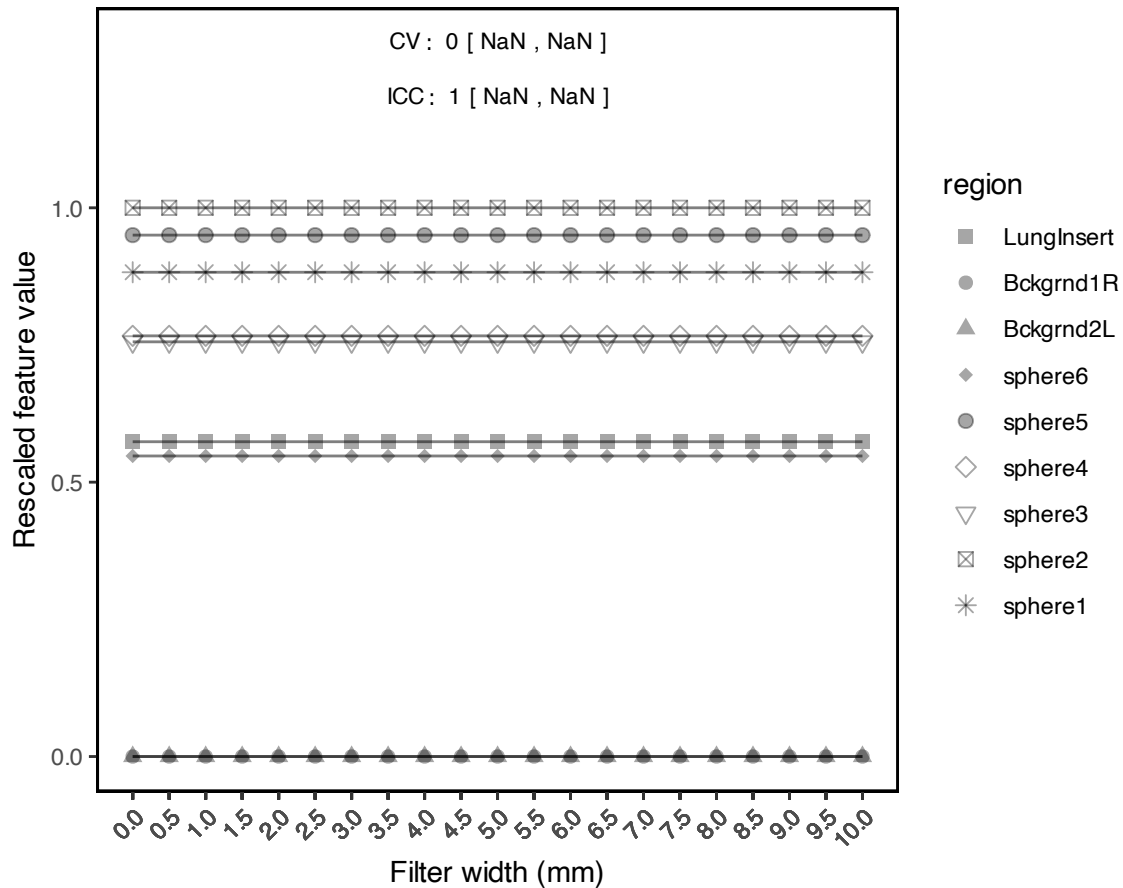 CV : 0 [ NaN , NaN ]
ICC : 1 [ NaN , NaN ]
Rescaled feature value
1.0
0.5
0.0
0.0
0.5
1.0
1.5
2.0
2.5
3.0
3.5
4.0
4.5
5.0
5.5
6.0
6.5
7.0
7.5
8.0
8.5
9.0
9.5
10.0
Filter width (mm)
region
LungInsert
Bckgrnd1R
Bckgrnd2L
sphere6
sphere5
sphere4
sphere3
sphere2
sphere1